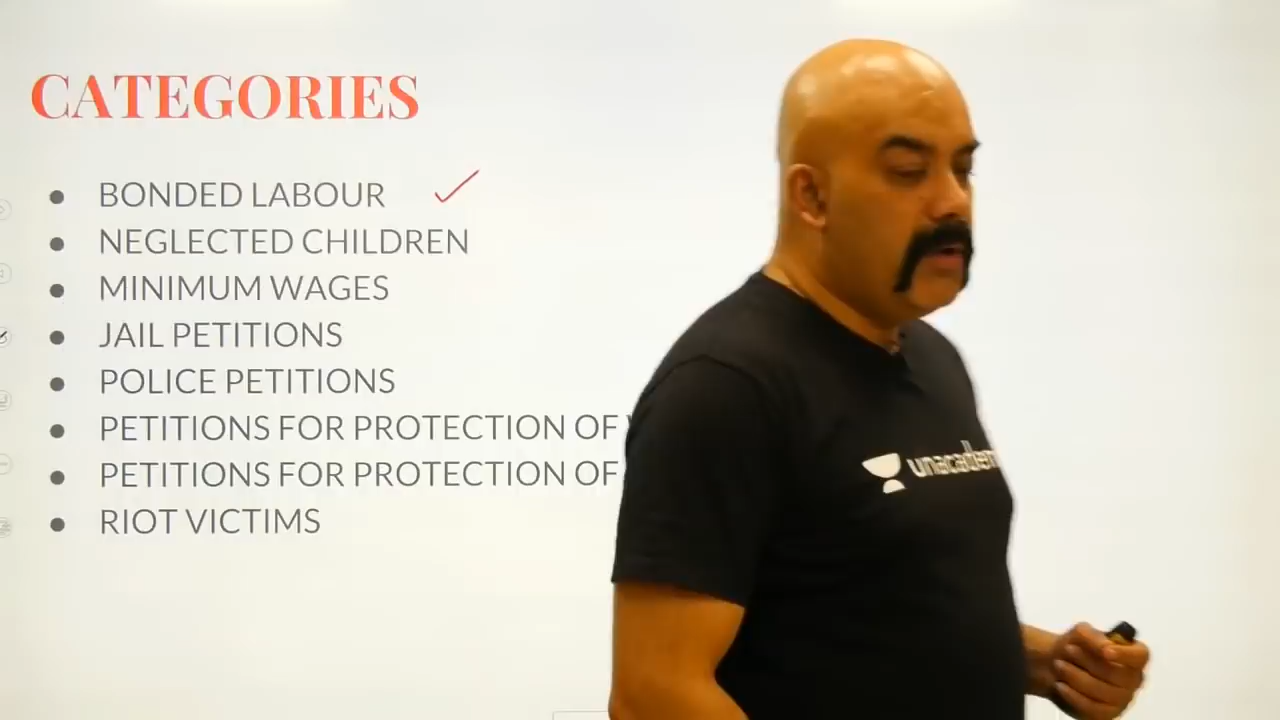 CATEGORIES
BONDED LABOUR
NEGLECTED CHILDREN
MINIMUM WAGES
JAIL PETITIONS
POLICE PETITIONS
PETITIONS FOR PROTECTION OF
PETITIONS FOR PROTECTION OF
RIOT VICTIMS
unacadem